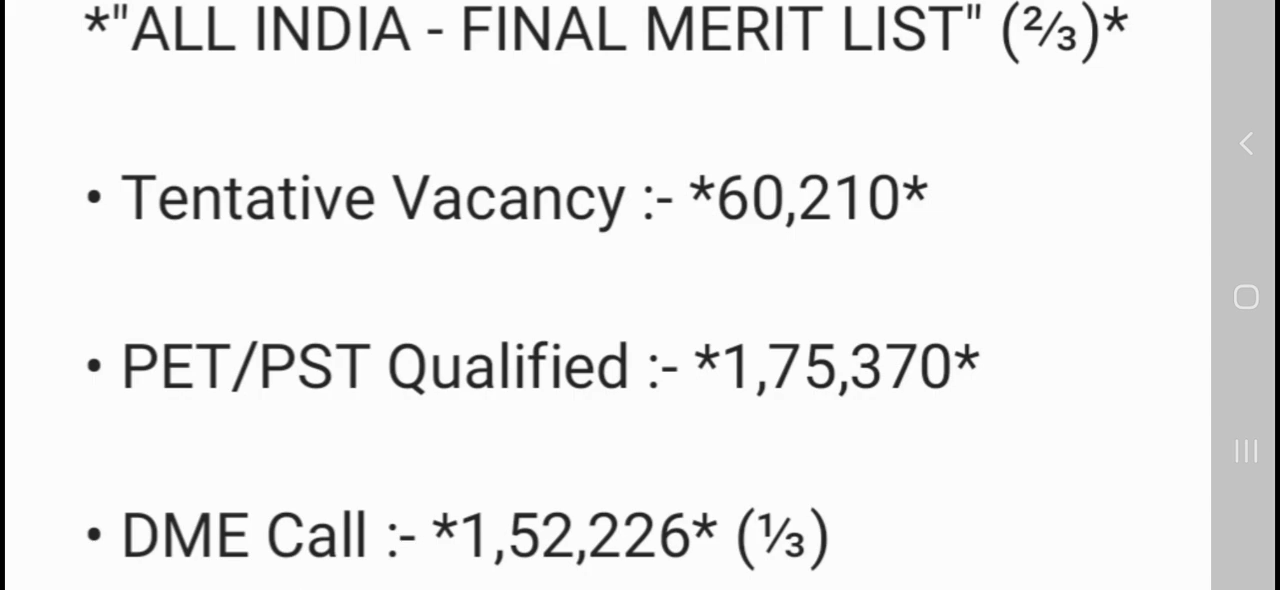 *"ALL INDIA - FINAL MERIT LIST" (⅔)*
• Tentative Vacancy :- *60,210*
• PET/PST Qualified :- *1,75,370*
• DME Call :- *1,52,226* (⅓)